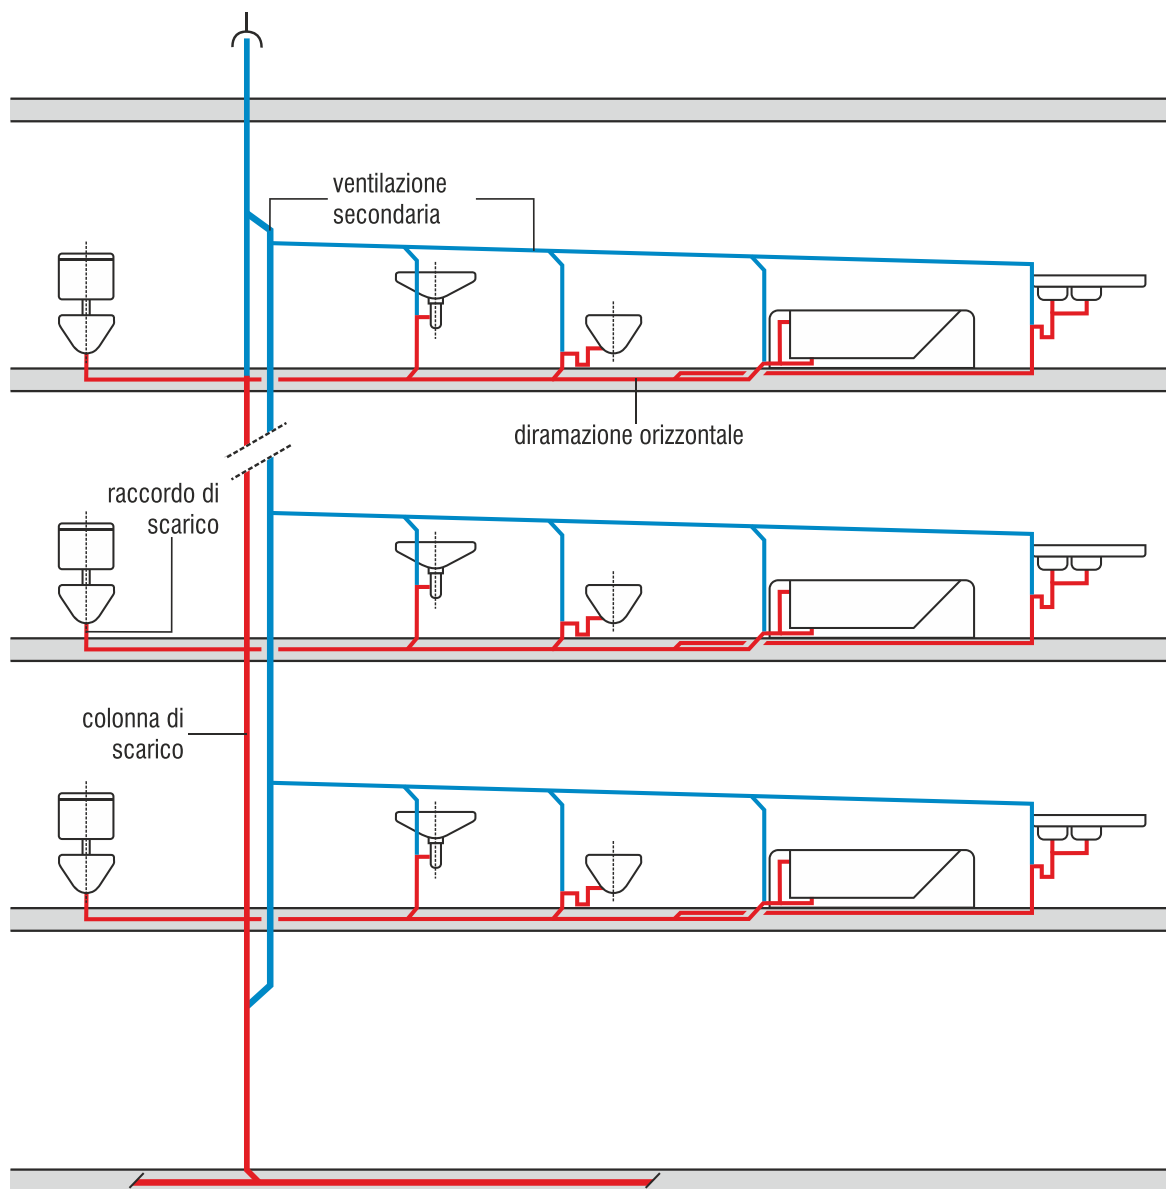 ventilazione
secondaria
diramazione orizzontale
raccordo di
scarico
colonna di
scarico